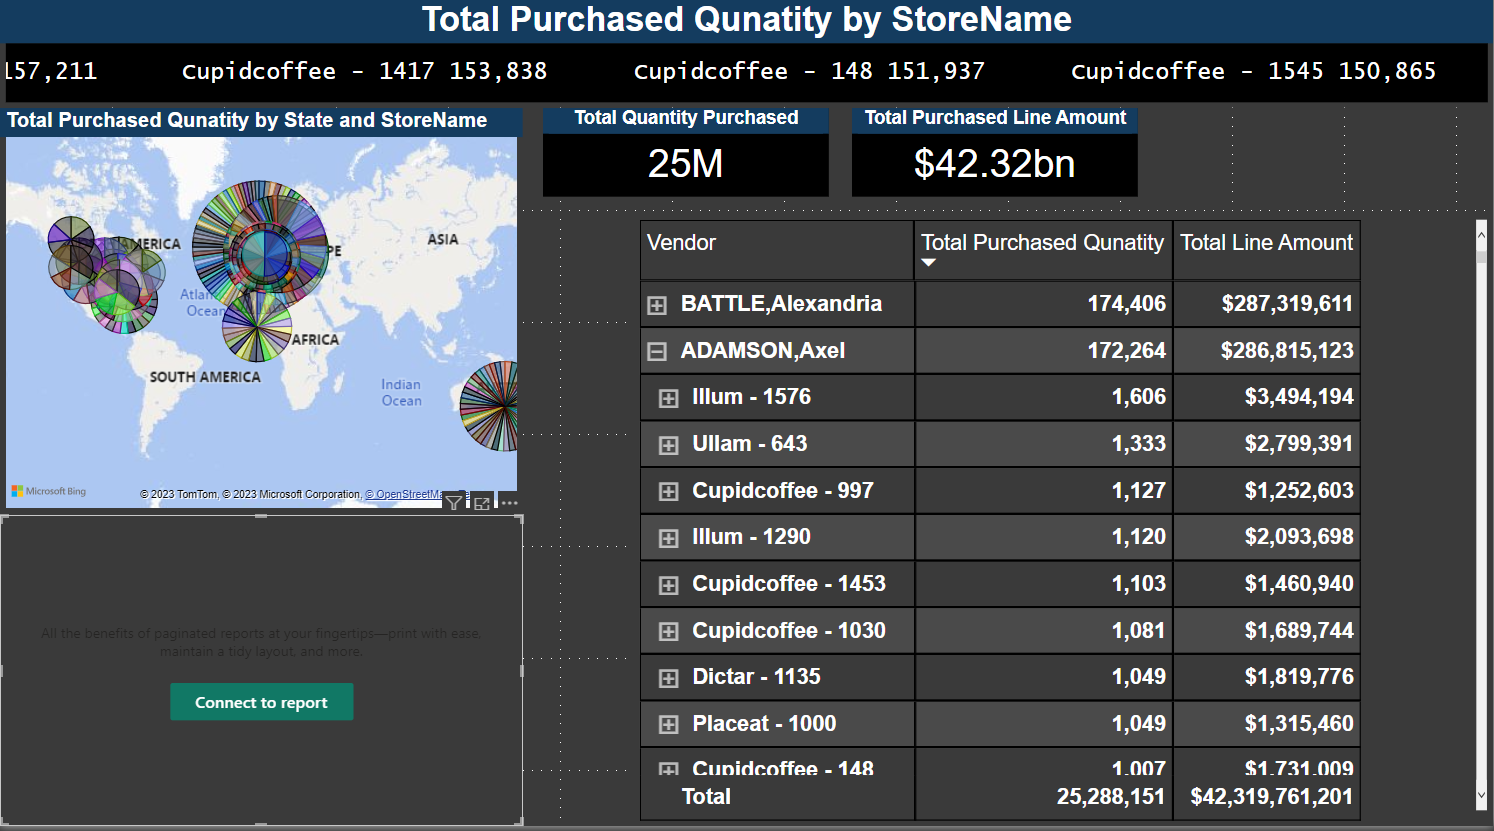 Total Purchased Qunatity by StoreName
157,211 Cupidcoffee - 1417 153,838 Cupidcoffee - 148 151,937 Cupidcoffee - 1545 150,865
Total Purchased Qunatity by State and StoreName
Total Quantity Purchased
25M
Total Purchased Line Amount
$42.32bn
AMERICA
PE
ASIA
Atlan
Ocean
AFRICA
SOUTH AMERICA
Indian
Ocean
Microsoft Bing
© 2023 TomTom, © 2023 Microsoft Corporation, © OpenStreetMa
Vendor Total Purchased Qunatity Total Line Amount
BATTLE,Alexandria 174,406 $287,319,611
ADAMSON,Axel 172,264 $286,815,123
Illum - 1576 1,606 $3,494,194
Ullam - 643 1,333 $2,799,391
Cupidcoffee - 997 1,127 $1,252,603
Illum - 1290 1,120 $2,093,698
Cupidcoffee - 1453 1,103 $1,460,940
Cupidcoffee - 1030 1,081 $1,689,744
Dictar - 1135 1,049 $1,819,776
Placeat - 1000 1,049 $1,315,460
Cupidcoffee - 148 1,007 $1,731,009
Total 25,288,151 $42,319,761,201
All the benefits of paginated reports at your fingertips—print with ease,
maintain a tidy layout, and more.
Connect to report